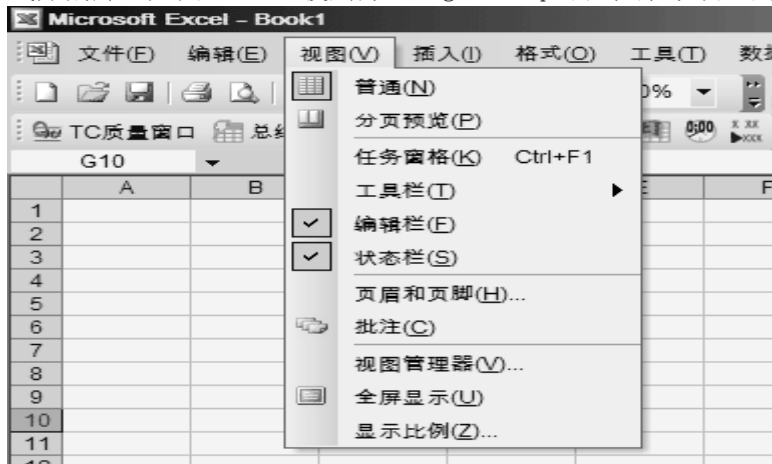 Microsoft Excel – Book1
文件(F) 编辑(E) 视图(V) 插入(I) 格式(O) 工具(T)
普通(N)
0%
分页预览(P)
TC质量窗口
0:00
任务窗格(K) Ctrl+F1
G10
工具栏(T)
A B E F
编辑栏(F)
状态栏(S)
页眉和页脚(H)...
批注(C)
视图管理器(V)...
全屏显示(U)
显示比例(Z)...
1
2
3
4
5
6
7
8
9
10
11